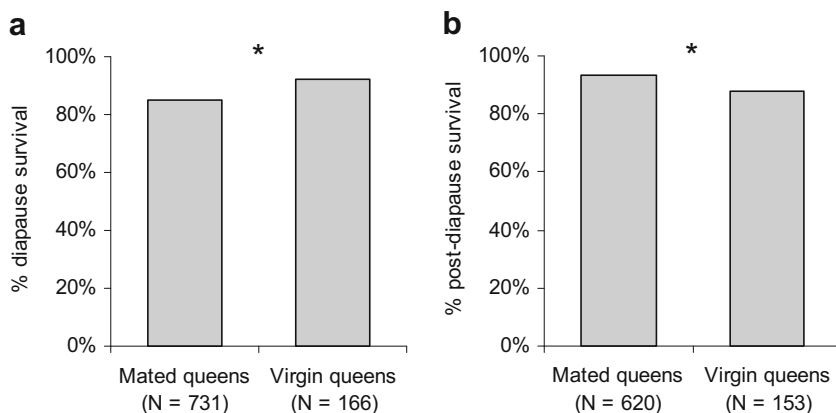 a
*
% diapause survival
100%
80%
60%
40%
20%
0%
Mated queens
(N = 731)
Virgin queens
(N = 166)
b
*
% post-diapause survival
100%
80%
60%
40%
20%
0%
Mated queens
(N = 620)
Virgin queens
(N = 153)